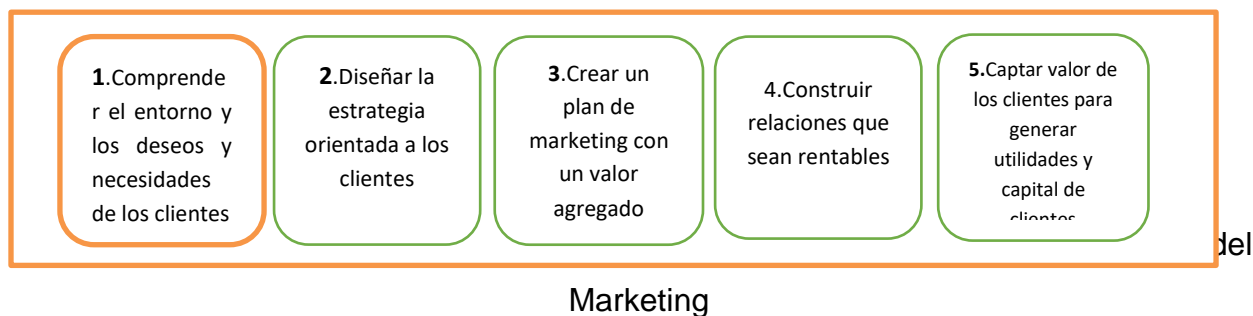 1.Comprende
r el entorno y
los deseos y
necesidades
de los clientes
2.Diseñar la
estrategia
orientada a los
clientes
3.Crear un
plan de
marketing con
un valor
agregado
4.Construir
relaciones que
sean rentables
5.Captar valor de
los clientes para
generar
utilidades y
capital de
clientes
del
Marketing